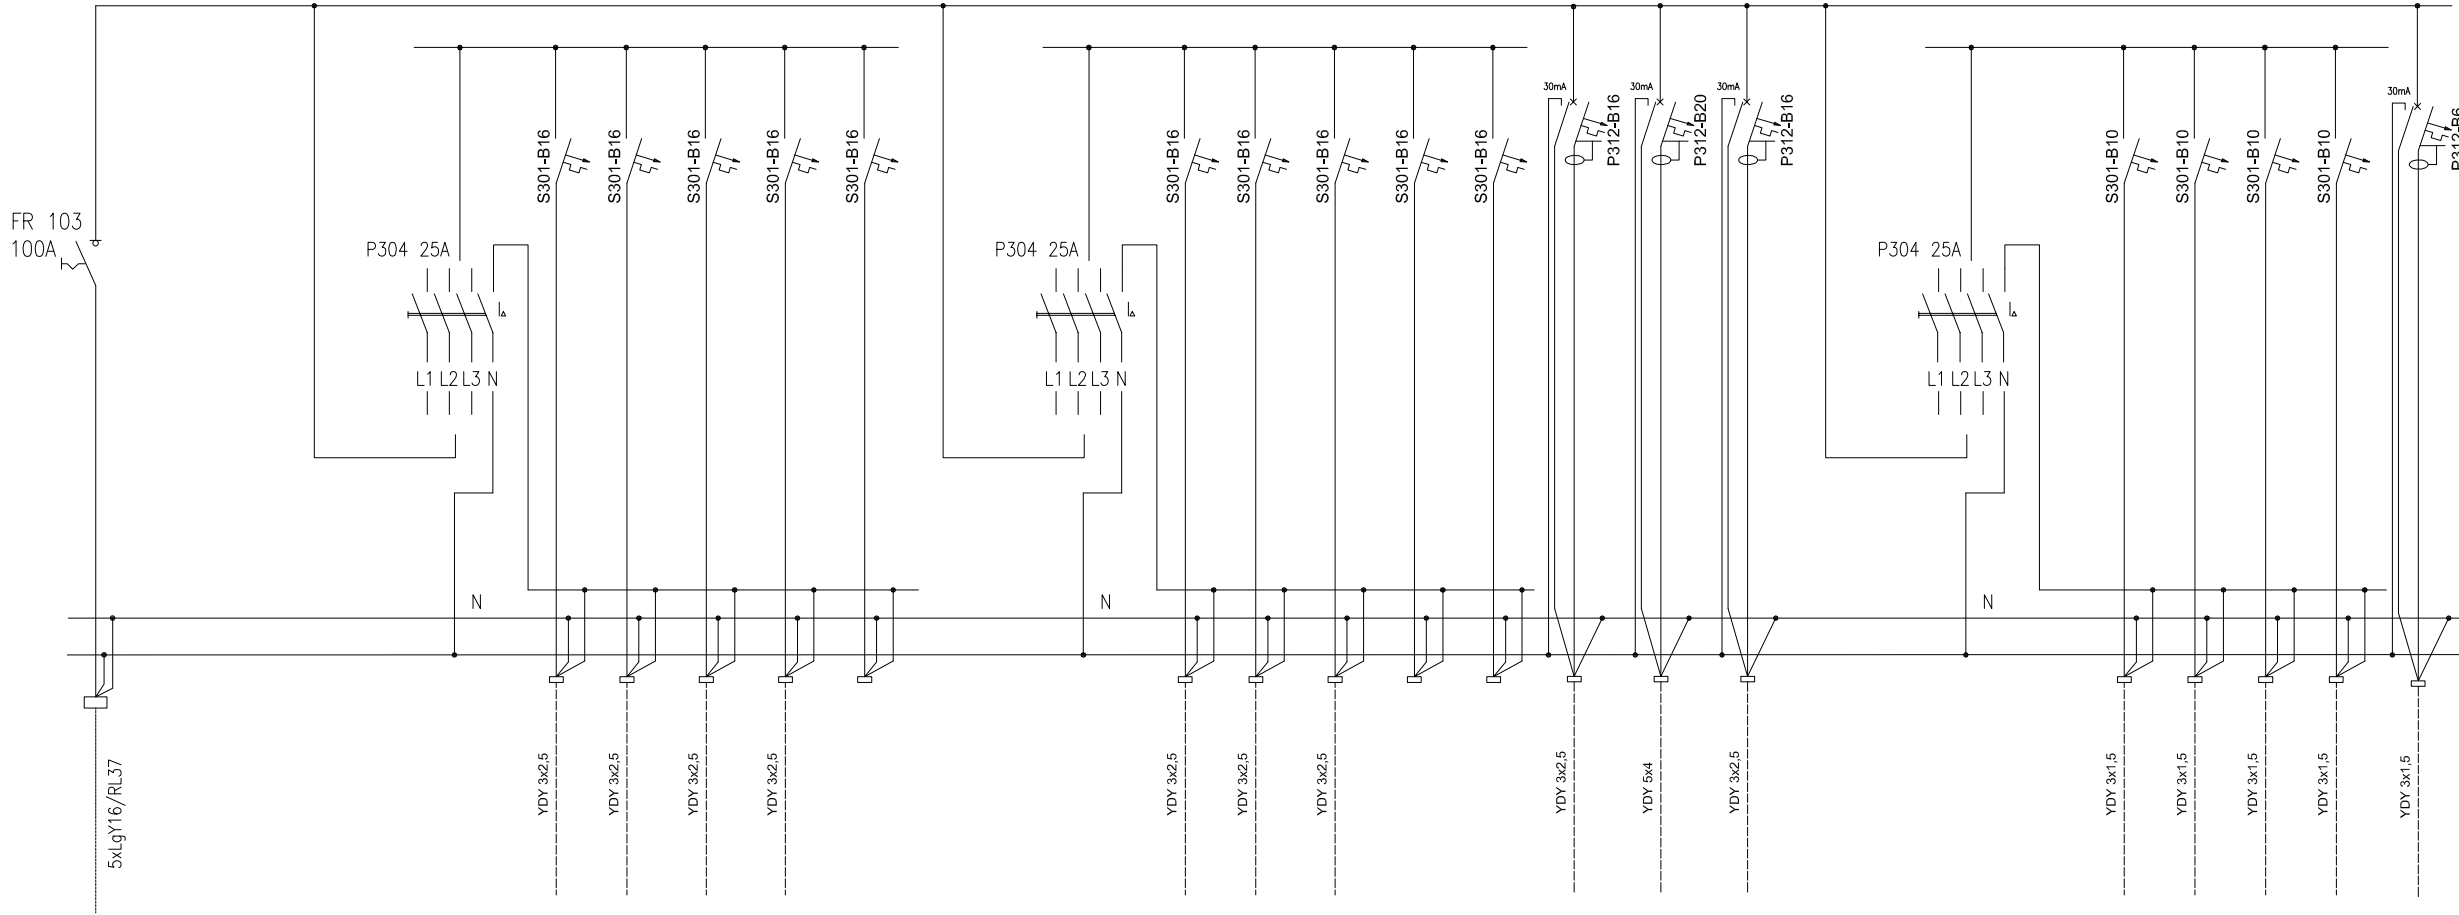 FR 103
100A
5xLgY16/RL37
P304 25A
L1 L2 L3 N
N
S301-B16
S301-B16
S301-B16
S301-B16
S301-B16
YDY 3x2,5
YDY 3x2,5
YDY 3x2,5
YDY 3x2,5
P304 25A
L1 L2 L3 N
N
S301-B16
S301-B16
S301-B16
S301-B16
S301-B16
YDY 3x2,5
YDY 3x2,5
YDY 3x2,5
30mA
P312-B16
YDY 3x2,5
30mA
P312-B20
YDY 5x4
30mA
P312-B16
YDY 3x2,5
P304 25A
L1 L2 L3 N
N
S301-B10
S301-B10
S301-B10
S301-B10
YDY 3x1,5
YDY 3x1,5
YDY 3x1,5
YDY 3x1,5
30mA
P312-B6
YDY 3x1,5